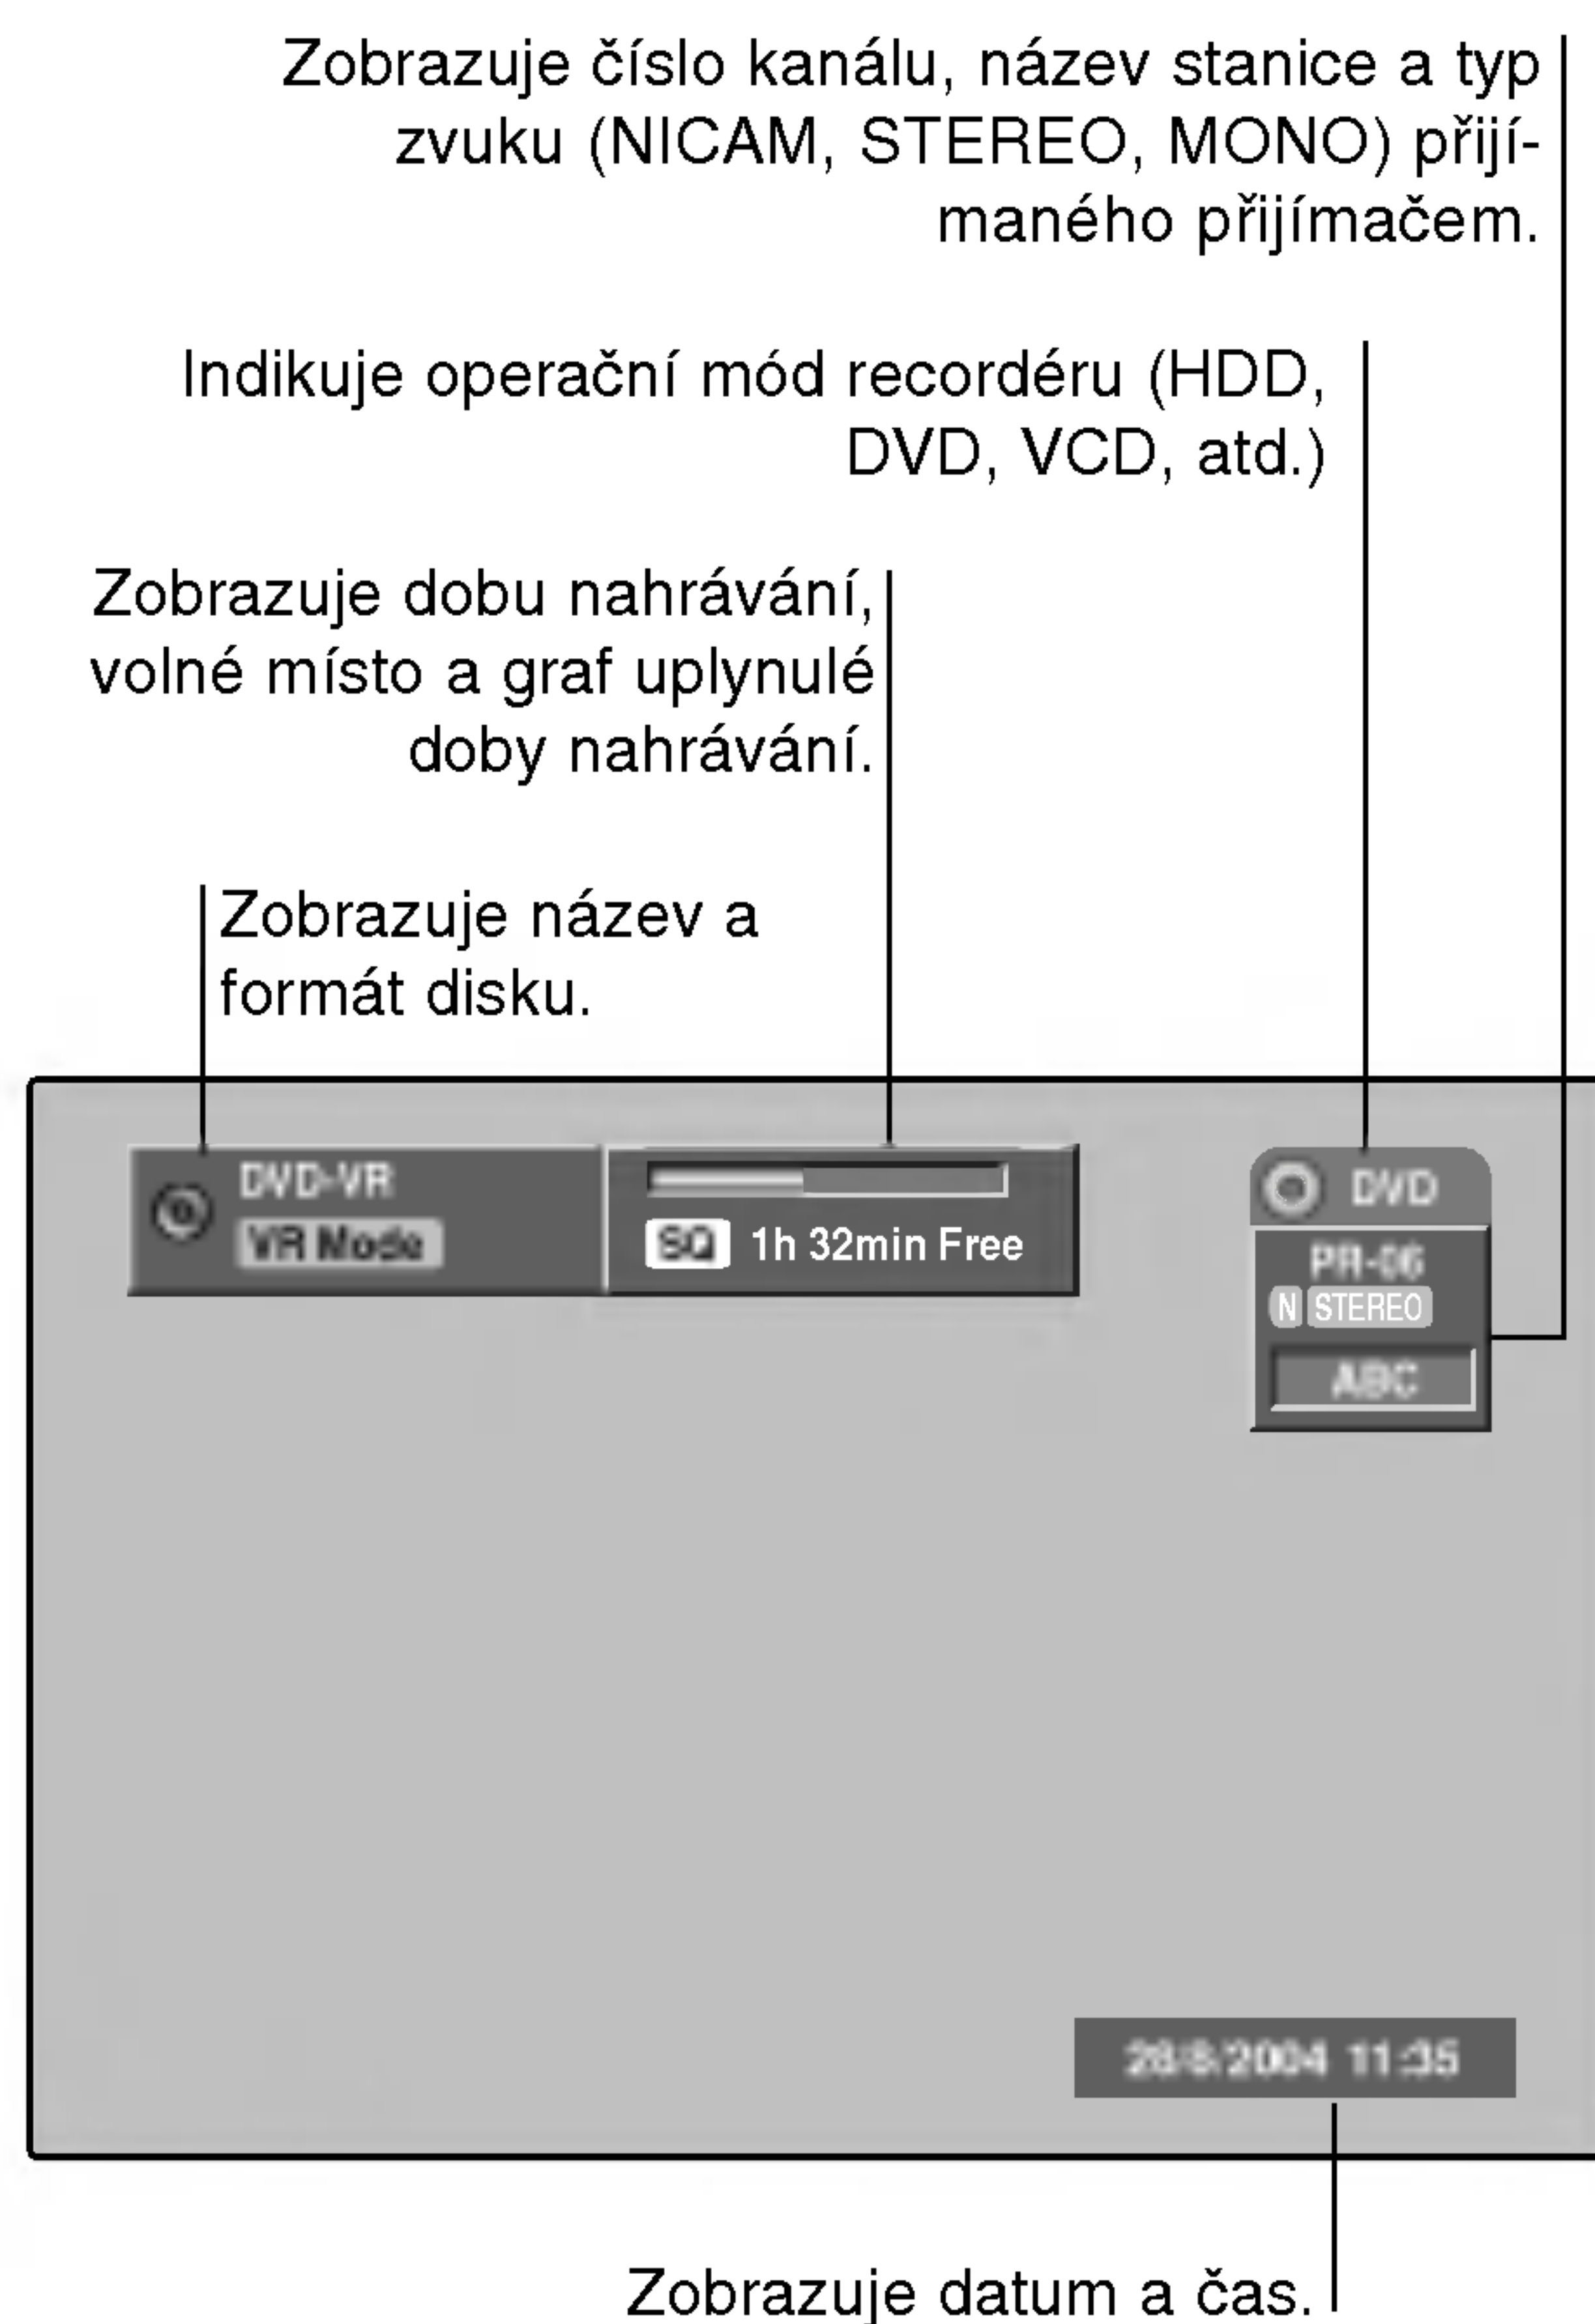 Zobrazuje číslo kanálu, název stanice a typ
zvuku (NICAM, STEREO, MONO) přijí-
maného přijímačem.
Indikuje operační mód recordéru (HDD,
DVD, VCD, atd.)
Zobrazuje dobu nahrávání,
volné místo a graf uplynulé
doby nahrávání.
Zobrazuje název a
formát disku.
DVD-VR
VR Mode
SQ 1h 32min Free
DVD
PR-06
N STEREO
ABC
28/8/2004 11:35
Zobrazuje datum a čas.